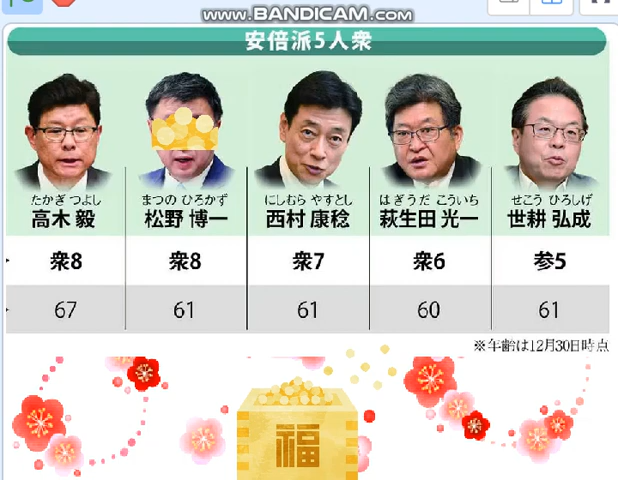 WWW.BANDICAM.COM
安倍派5人衆
たかぎ つよし
まつの ひろかず
にしむら やすとし
はぎうだ こういち
せこう ひろしげ
高木 毅
松野 博一
西村 康稔
萩生田 光一
世耕 弘成
衆8
衆8
衆7
衆6
参5
67
61
61
60
61
※年齢は12月30日時点
福